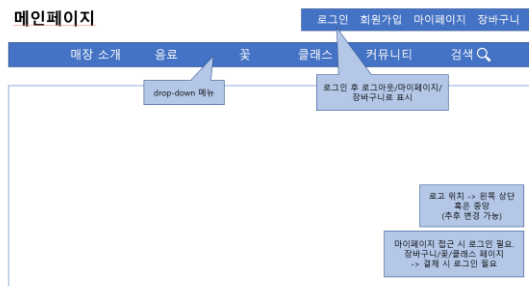 메인페이지
로그인 회원가입 마이페이지 장바구니
매장 소개 음료 꽃 클래스 커뮤니티 검색
drop-down 메뉴
로그인 후 로그아웃/마이페이지/
장바구니로 표시
로고 위치 -> 왼쪽 상단
혹은 중앙
(추후 변경 가능)
마이페이지 접근 시 로그인 필요.
장바구니/꽃/클래스 페이지
-> 결제 시 로그인 필요